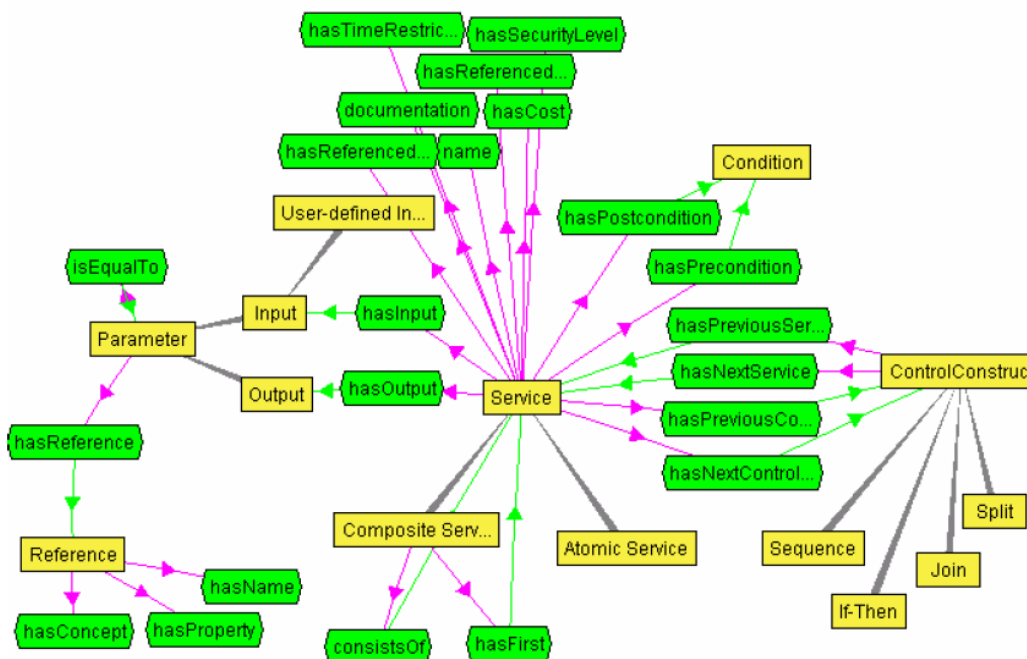 hasTimeRestric...
hasSecurityLevel
hasReferenced...
documentation
hasCost
hasReferenced...
name
Condition
User-defined In...
hasPostcondition
isEqualTo
hasPrecondition
Input
hasInput
hasPreviousSer...
Parameter
hasNextService
ControlConstruct
Output
hasOutput
Service
hasPreviousCo...
hasReference
hasNextControl...
Split
Composite Serv...
Atomic Service
Sequence
Reference
Join
hasName
If-Then
hasConcept
hasProperty
consistsOf
hasFirst